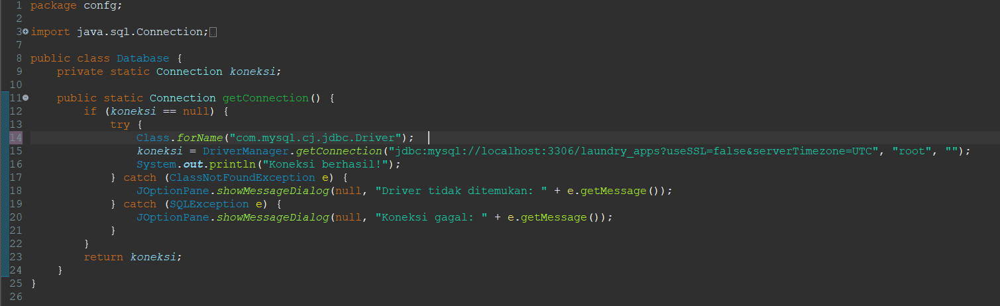 1 package confg;
2
3 import java.sql.Connection;
7
8 public class Database {
9     private static Connection koneksi;
10
11     public static Connection getConnection() {
12         if (koneksi == null) {
13             try {
14                 Class.forName("com.mysql.cj.jdbc.Driver");
15                 koneksi = DriverManager.getConnection("jdbc:mysql://localhost:3306/laundry_apps?useSSL=false&serverTimezone=UTC", "root", "");
16                 System.out.println("Koneksi berhasil!");
17             } catch (ClassNotFoundException e) {
18                 JOptionPane.showMessageDialog(null, "Driver tidak ditemukan: " + e.getMessage());
19             } catch (SQLException e) {
20                 JOptionPane.showMessageDialog(null, "Koneksi gagal: " + e.getMessage());
21             }
22         }
23         return koneksi;
24     }
25 }
26